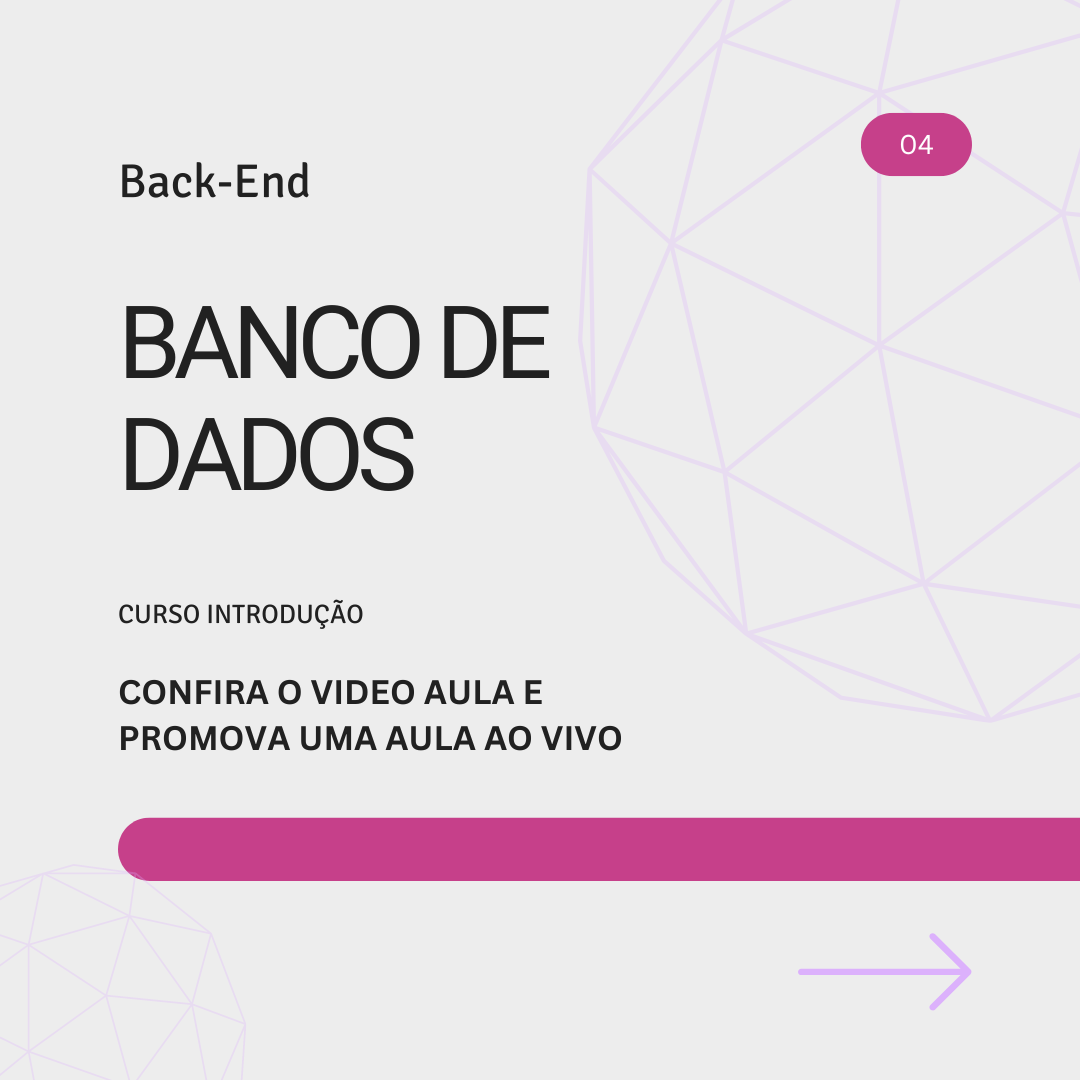 04
Back-End
BANCO DE
DADOS
CURSO INTRODUÇÃO
CONFIRA O VIDEO AULA E
PROMOVA UMA AULA AO VIVO